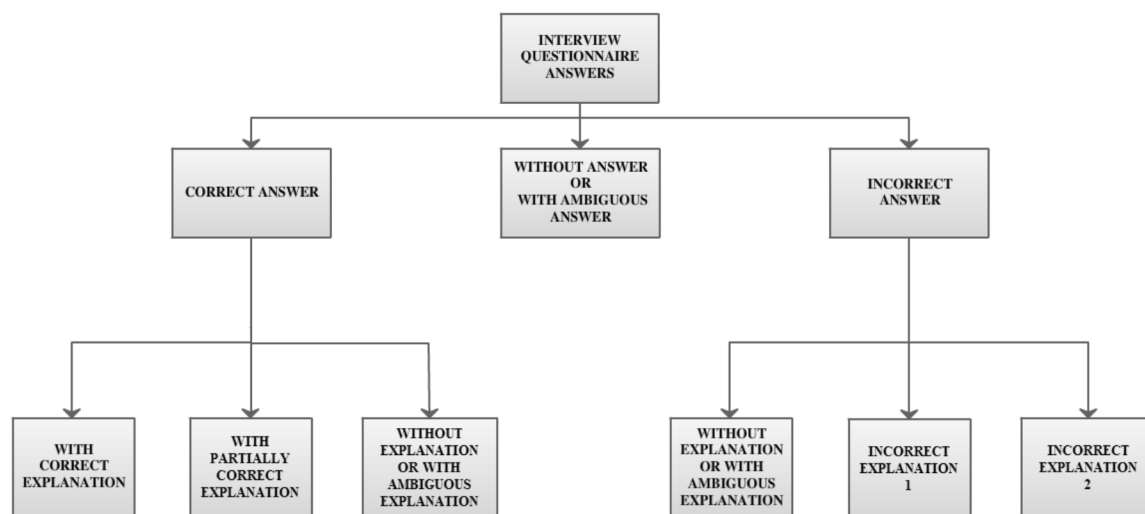 INTERVIEW
QUESTIONNAIRE
ANSWERS
CORRECT ANSWER
WITHOUT ANSWER
OR
WITH AMBIGUOUS
ANSWER
INCORRECT
ANSWER
WITH
CORRECT
EXPLANATION
WITH
PARTIALLY
CORRECT
EXPLANATION
WITHOUT
EXPLANATION
OR WITH
AMBIGUOUS
EXPLANATION
WITHOUT
EXPLANATION
OR WITH
AMBIGUOUS
EXPLANATION
INCORRECT
EXPLANATION
1
INCORRECT
EXPLANATION
2